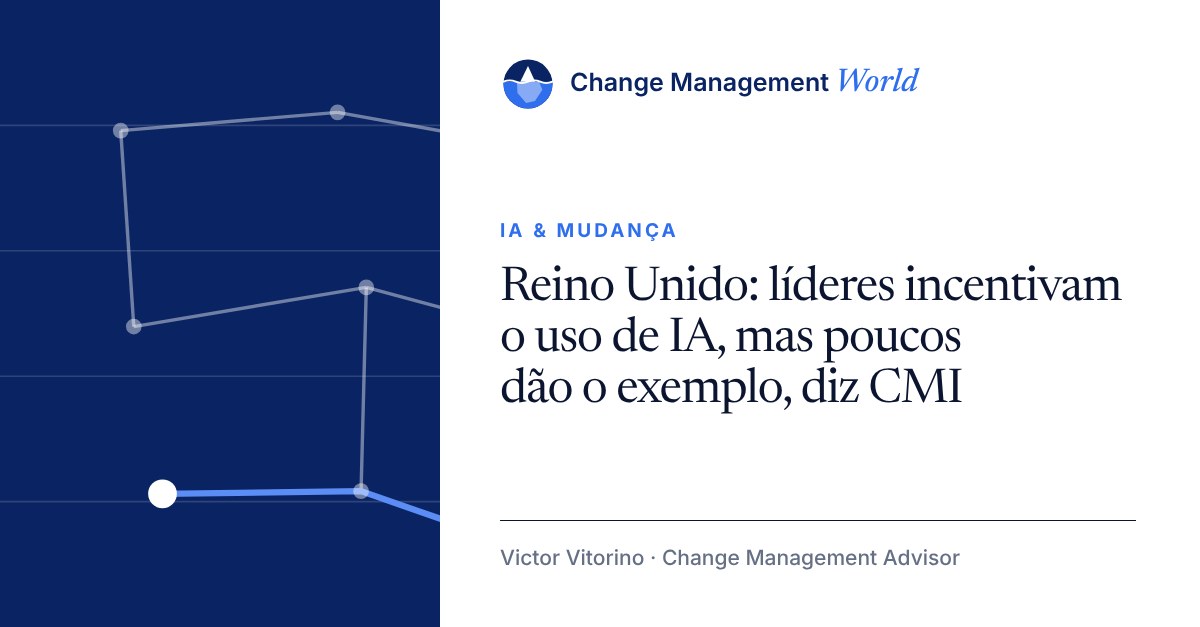 Change Management World
IA & MUDANÇA
Reino Unido: líderes incentivam
o uso de IA, mas poucos
dão o exemplo, diz CMI
Victor Vitorino · Change Management Advisor